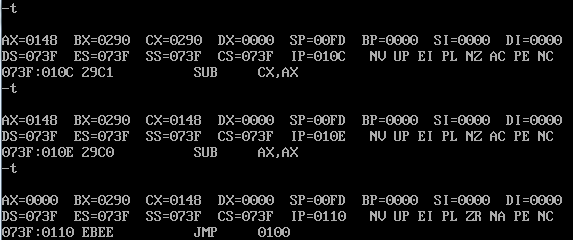 -t
AX=0148 BX=0290 CX=0290 DX=0000 SP=00FD BP=0000 SI=0000 DI=0000
DS=073F ES=073F SS=073F CS=073F IP=010C NV UP EI PL NZ AC PE NC
073F:010C 29C1 SUB CX,AX
-t
AX=0148 BX=0290 CX=0148 DX=0000 SP=00FD BP=0000 SI=0000 DI=0000
DS=073F ES=073F SS=073F CS=073F IP=010E NV UP EI PL NZ AC PE NC
073F:010E 29C0 SUB AX,AX
-t
AX=0000 BX=0290 CX=0148 DX=0000 SP=00FD BP=0000 SI=0000 DI=0000
DS=073F ES=073F SS=073F CS=073F IP=0110 NV UP EI PL ZR NA PE NC
073F:0110 EBEE JMP 0100